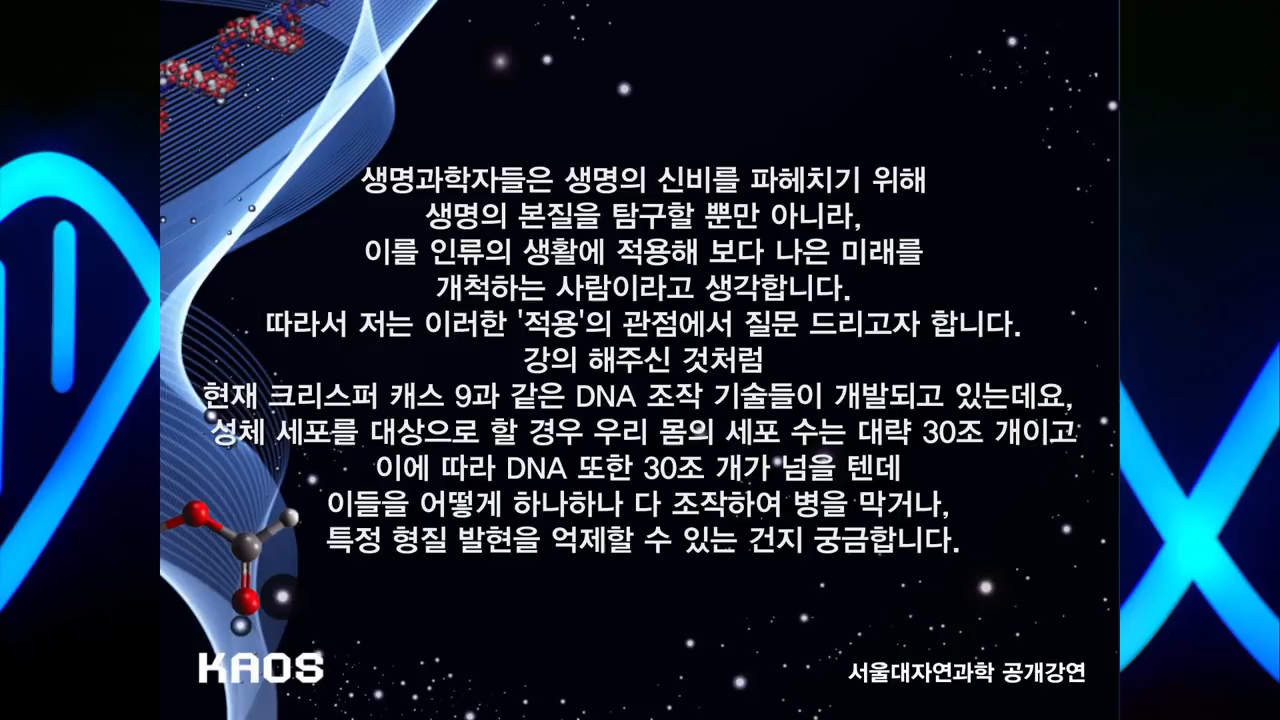 생명과학자들은 생명의 신비를 파헤치기 위해
생명의 본질을 탐구할 뿐만 아니라,
이를 인류의 생활에 적용해 보다 나은 미래를
개척하는 사람이라고 생각합니다.
따라서 저는 이러한 '적용'의 관점에서 질문 드리고자 합니다.
강의 해주신 것처럼
현재 크리스퍼 캐스 9과 같은 DNA 조작 기술들이 개발되고 있는데요,
성체 세포를 대상으로 할 경우 우리 몸의 세포 수는 대략 30조 개이고
이에 따라 DNA 또한 30조 개가 넘을 텐데
이들을 어떻게 하나하나 다 조작하여 병을 막거나,
특정 형질 발현을 억제할 수 있는 건지 궁금합니다.
KAOS
서울대자연과학 공개강연